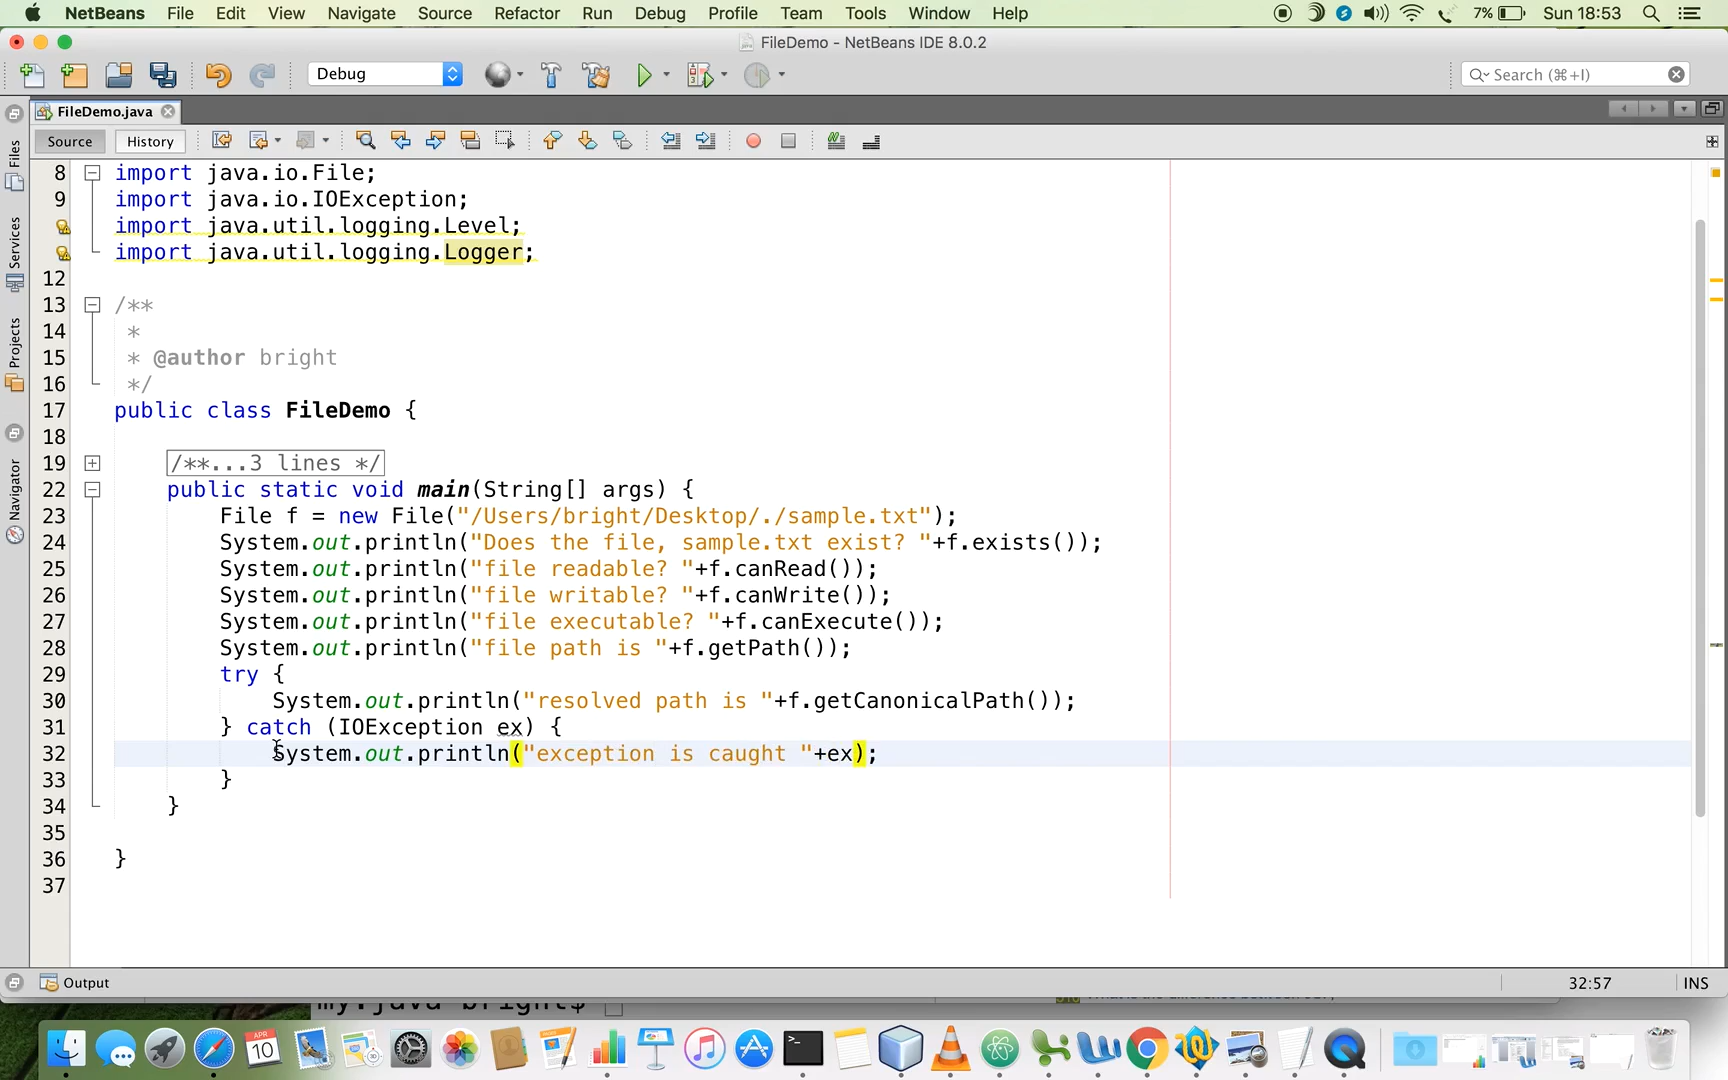 NetBeans File Edit View Navigate Source Refactor Run Debug Profile Team Tools Window Help 7% Sun 18:53
FileDemo - NetBeans IDE 8.0.2
Debug Search (⌘+I)
FileDemo.java
Source History
Files
Services
Projects
Navigator
8 import java.io.File;
9 import java.io.IOException;
import java.util.logging.Level;
import java.util.logging.Logger;
12
13 /**
14 *
15 * @author bright
16 */
17 public class FileDemo {
18
19 /**...3 lines */
22 public static void main(String[] args) {
23 File f = new File("/Users/bright/Desktop/./sample.txt");
24 System.out.println("Does the file, sample.txt exist? "+f.exists());
25 System.out.println("file readable? "+f.canRead());
26 System.out.println("file writable? "+f.canWrite());
27 System.out.println("file executable? "+f.canExecute());
28 System.out.println("file path is "+f.getPath());
29 try {
30 System.out.println("resolved path is "+f.getCanonicalPath());
31 } catch (IOException ex) {
32 System.out.println("exception is caught "+ex);
33 }
34 }
35
36 }
37
Output 32:57 INS
my.java bright$
APR
10